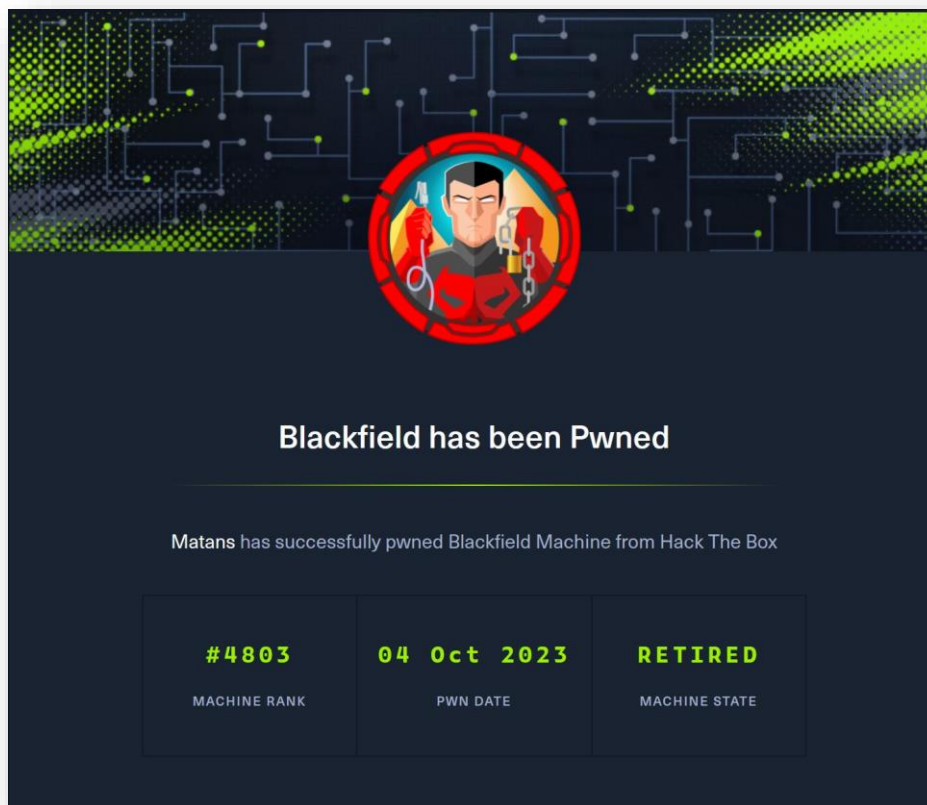 Blackfield has been Pwned
Matans has successfully pwned Blackfield Machine from Hack The Box
#4803 04 Oct 2023 RETIRED
MACHINE RANK PWN DATE MACHINE STATE